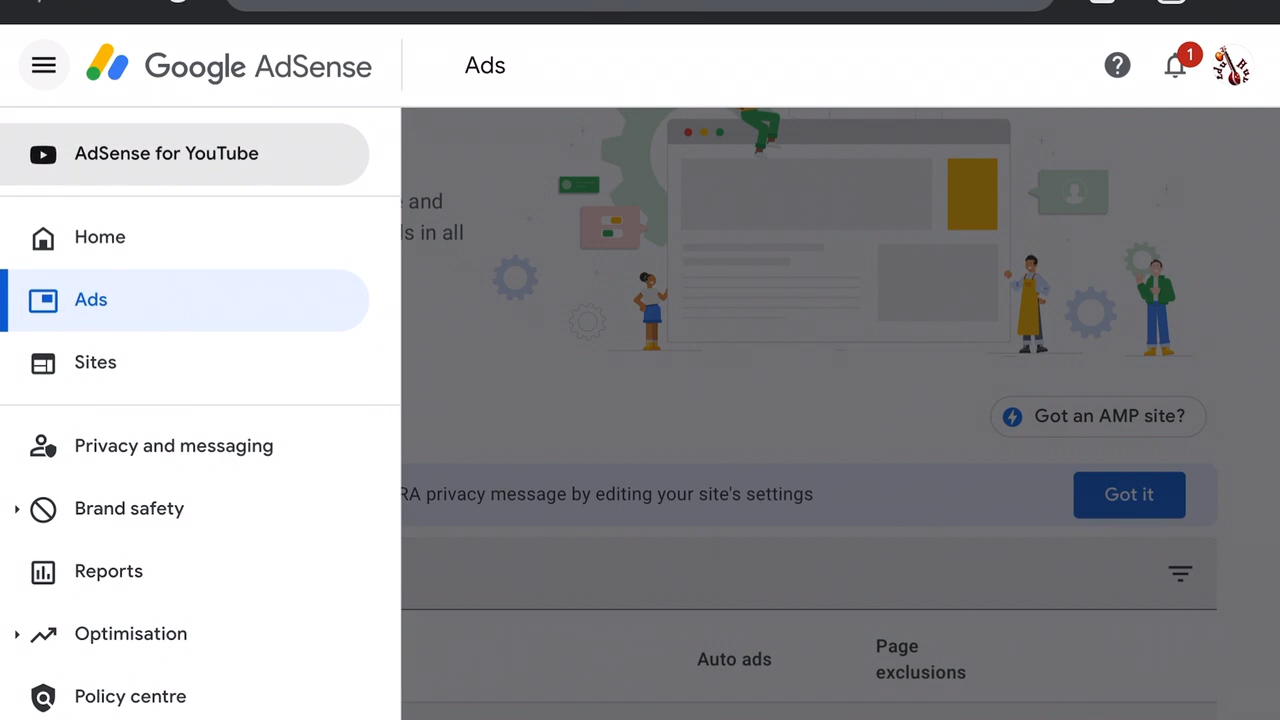 Google AdSense
Ads
1
AdSense for YouTube
Home
Ads
Sites
Privacy and messaging
Brand safety
Reports
Optimisation
Policy centre
and
ls in all
Got an AMP site?
RA privacy message by editing your site's settings
Got it
Auto ads
Page
exclusions